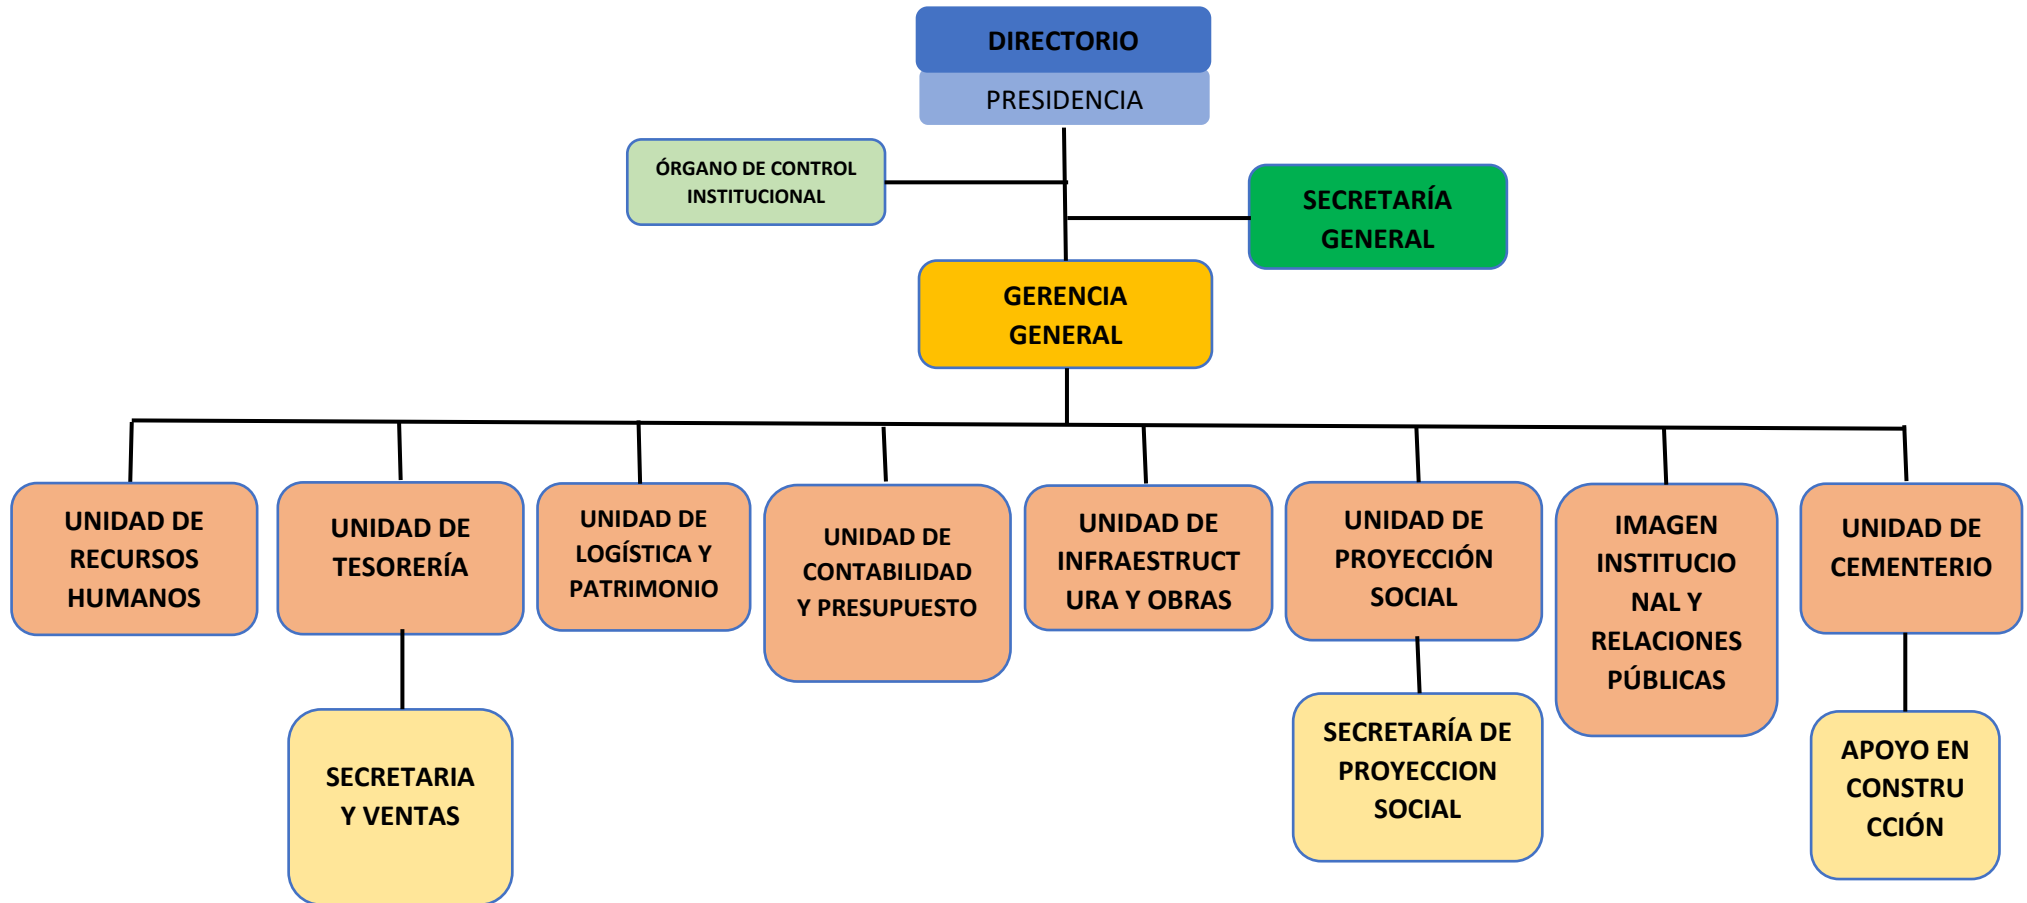 DIRECTORIO
PRESIDENCIA
ÓRGANO DE CONTROL
INSTITUCIONAL
SECRETARÍA
GENERAL
GERENCIA
GENERAL
UNIDAD DE
RECURSOS
HUMANOS
UNIDAD DE
TESORERÍA
UNIDAD DE
LOGÍSTICA Y
PATRIMONIO
UNIDAD DE
CONTABILIDAD
Y PRESUPUESTO
UNIDAD DE
INFRAESTRUCT
URA Y OBRAS
UNIDAD DE
PROYECCIÓN
SOCIAL
IMAGEN
INSTITUCIO
NAL Y
RELACIONES
PÚBLICAS
UNIDAD DE
CEMENTERIO
SECRETARIA
Y VENTAS
SECRETARÍA DE
PROYECCION
SOCIAL
APOYO EN
CONSTRU
CCIÓN